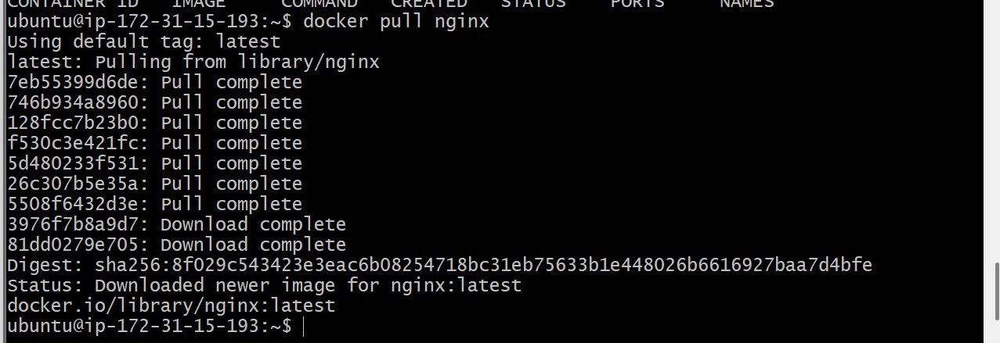 CONTAINER ID   IMAGE     COMMAND   CREATED   STATUS    PORTS     NAMES
ubuntu@ip-172-31-15-193:~$ docker pull nginx
Using default tag: latest
latest: Pulling from library/nginx
7eb55399d6de: Pull complete
746b934a8960: Pull complete
128fcc7b23b0: Pull complete
f530c3e421fc: Pull complete
5d480233f531: Pull complete
26c307b5e35a: Pull complete
5508f6432d3e: Pull complete
3976f7b8a9d7: Download complete
81dd0279e705: Download complete
Digest: sha256:8f029c543423e3eac6b08254718bc31eb75633b1e448026b6616927baa7d4bfe
Status: Downloaded newer image for nginx:latest
docker.io/library/nginx:latest
ubuntu@ip-172-31-15-193:~$